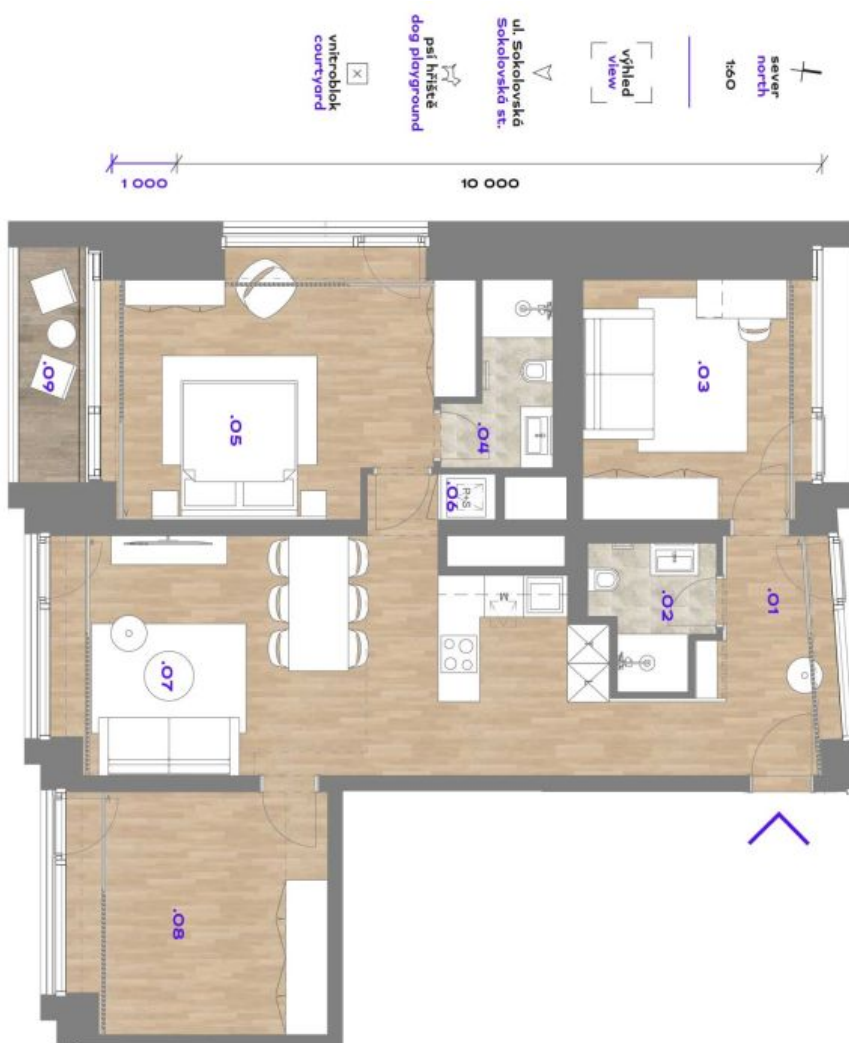 sever
north
1:60
výhled
view
ul. Sokolovská
Sokolovská st.
psí hřiště
dog playground
vnitroblok
courtyard
1 000
10 000
.01
.02
.03
.04
.05
.06
P+S
M
.07
.08
.09